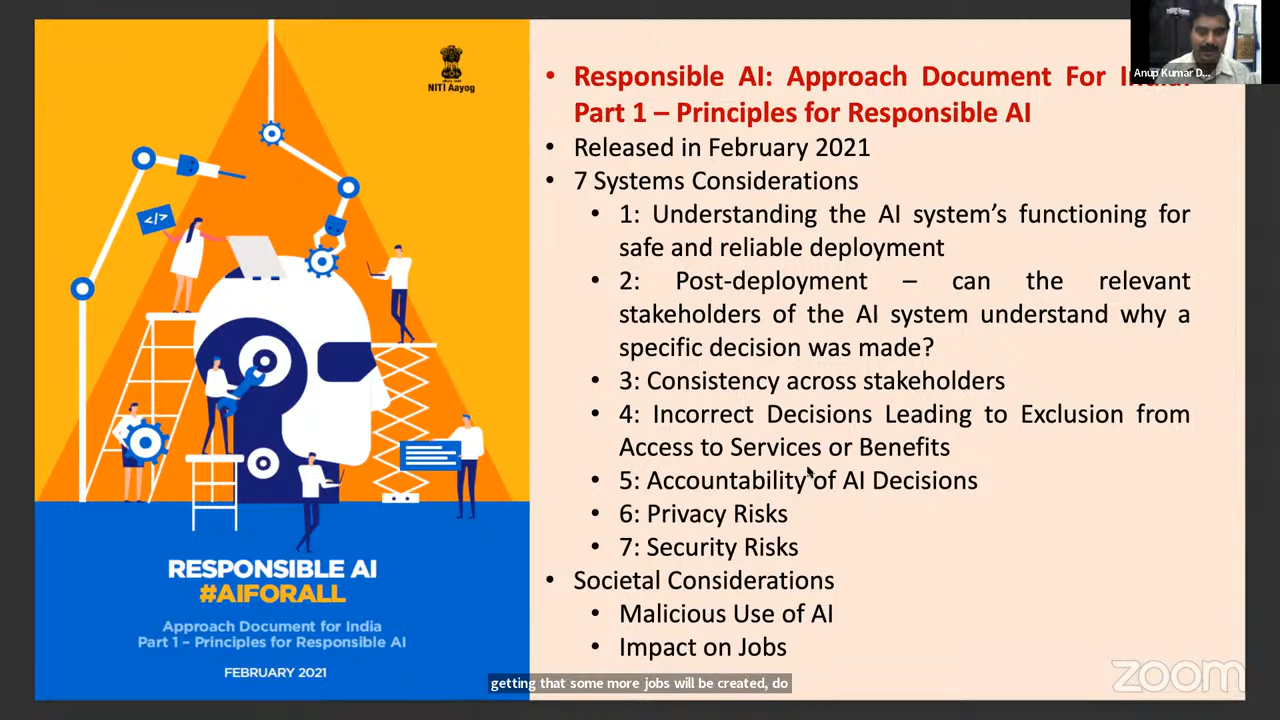 NITI Aayog
</>
RESPONSIBLE AI
#AIFORALL
Approach Document for India
Part 1 – Principles for Responsible AI
FEBRUARY 2021
• Responsible AI: Approach Document For
Part 1 – Principles for Responsible AI
• Released in February 2021
• 7 Systems Considerations
• 1: Understanding the AI system's functioning for
safe and reliable deployment
• 2: Post-deployment – can the relevant
stakeholders of the AI system understand why a
specific decision was made?
• 3: Consistency across stakeholders
• 4: Incorrect Decisions Leading to Exclusion from
Access to Services or Benefits
• 5: Accountability of AI Decisions
• 6: Privacy Risks
• 7: Security Risks
• Societal Considerations
• Malicious Use of AI
• Impact on Jobs
Anup Kumar D...
getting that some more jobs will be created, do
zoom